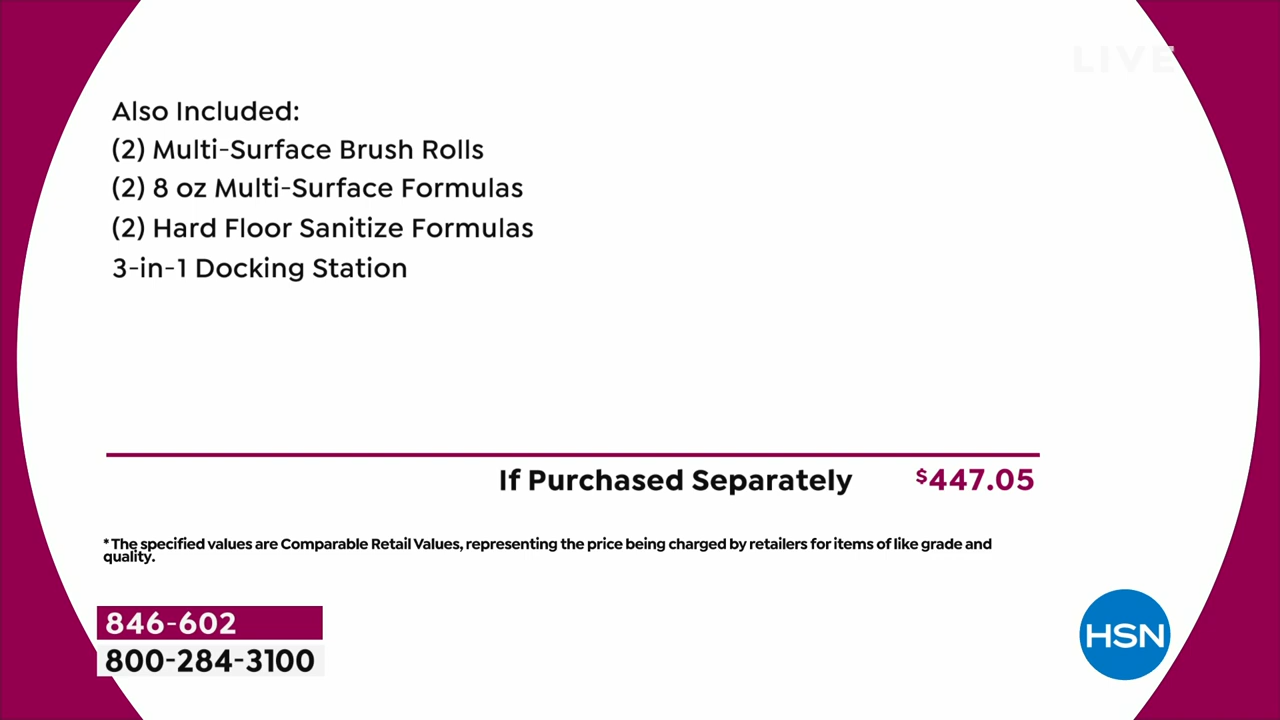 LIVE
Also Included:
(2) Multi-Surface Brush Rolls
(2) 8 oz Multi-Surface Formulas
(2) Hard Floor Sanitize Formulas
3-in-1 Docking Station
If Purchased Separately $447.05
*The specified values are Comparable Retail Values, representing the price being charged by retailers for items of like grade and
quality.
846-602
800-284-3100
HSN